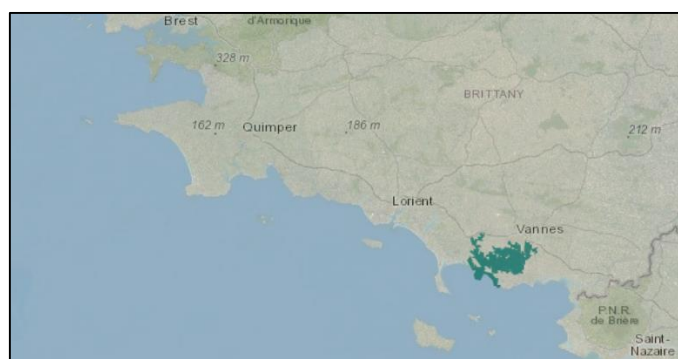 Brest
d'Armorique
328 m
BRITTANY
162 m
Quimper
186 m
212 m
Lorient
Vannes
P.N.R.
de Brière
Saint-
Nazaire